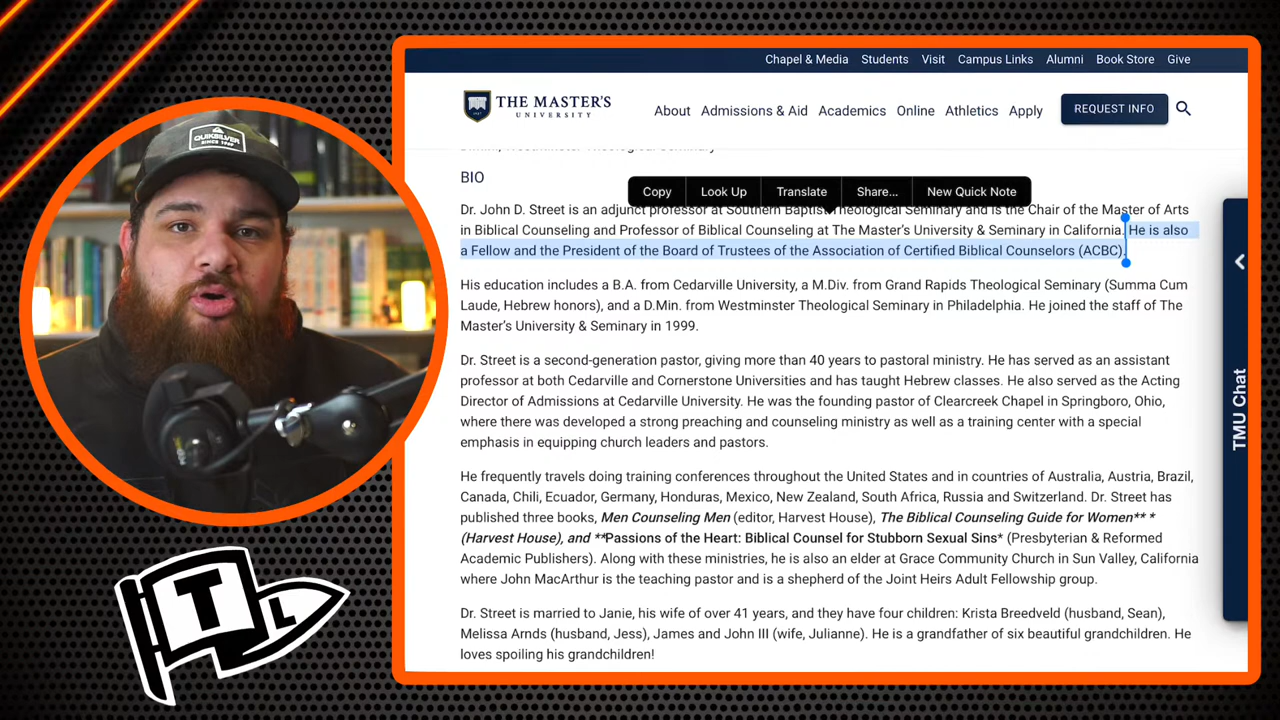 Chapel & Media Students Visit Campus Links Alumni Book Store Give
THE MASTER'S
UNIVERSITY
About Admissions & Aid Academics Online Athletics Apply REQUEST INFO
QUIKSILVER
SINCE 1969
BIO
Copy Look Up Translate Share... New Quick Note
Dr. John D. Street is an adjunct professor at Southern Baptist Theological Seminary and is the Chair of the Master of Arts
in Biblical Counseling and Professor of Biblical Counseling at The Master's University & Seminary in California. He is also
a Fellow and the President of the Board of Trustees of the Association of Certified Biblical Counselors (ACBC).
His education includes a B.A. from Cedarville University, a M.Div. from Grand Rapids Theological Seminary (Summa Cum
Laude, Hebrew honors), and a D.Min. from Westminster Theological Seminary in Philadelphia. He joined the staff of The
Master's University & Seminary in 1999.
Dr. Street is a second-generation pastor, giving more than 40 years to pastoral ministry. He has served as an assistant
professor at both Cedarville and Cornerstone Universities and has taught Hebrew classes. He also served as the Acting
Director of Admissions at Cedarville University. He was the founding pastor of Clearcreek Chapel in Springboro, Ohio,
where there was developed a strong preaching and counseling ministry as well as a training center with a special
emphasis in equipping church leaders and pastors.
He frequently travels doing training conferences throughout the United States and in countries of Australia, Austria, Brazil,
Canada, Chili, Ecuador, Germany, Honduras, Mexico, New Zealand, South Africa, Russia and Switzerland. Dr. Street has
published three books, Men Counseling Men (editor, Harvest House), The Biblical Counseling Guide for Women** *
(Harvest House), and **Passions of the Heart: Biblical Counsel for Stubborn Sexual Sins* (Presbyterian & Reformed
Academic Publishers). Along with these ministries, he is also an elder at Grace Community Church in Sun Valley, California
where John MacArthur is the teaching pastor and is a shepherd of the Joint Heirs Adult Fellowship group.
Dr. Street is married to Janie, his wife of over 41 years, and they have four children: Krista Breedveld (husband, Sean),
Melissa Arnds (husband, Jess), James and John III (wife, Julianne). He is a grandfather of six beautiful grandchildren. He
loves spoiling his grandchildren!
TMU Chat
T L